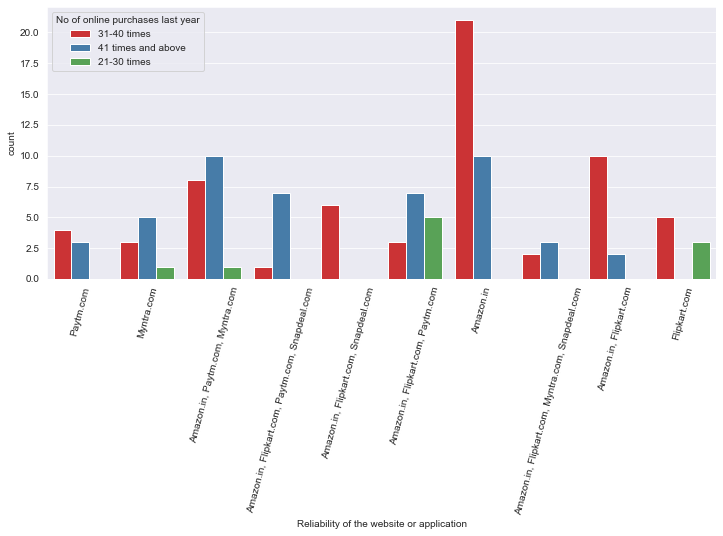 No of online purchases last year
31-40 times
41 times and above
21-30 times
20.0
17.5
15.0
12.5
10.0
7.5
5.0
2.5
0.0
count
Paytm.com
Myntra.com
Amazon.in, Paytm.com, Myntra.com
Amazon.in, Flipkart.com, Paytm.com, Snapdeal.com
Amazon.in, Flipkart.com, Snapdeal.com
Amazon.in, Flipkart.com, Paytm.com
Amazon.in
Amazon.in, Flipkart.com, Myntra.com, Snapdeal.com
Amazon.in, Flipkart.com
Flipkart.com
Reliability of the website or application